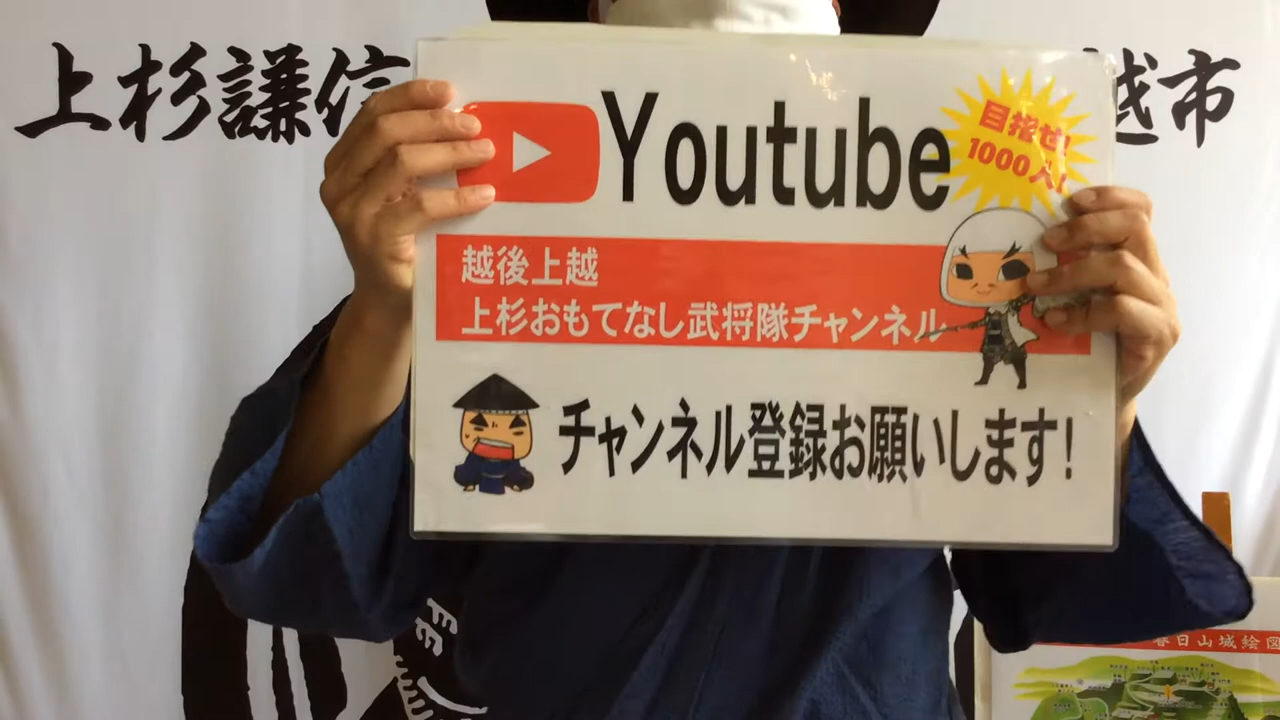 上杉謙信
越市
Youtube
目指せ!
1000人!
越後上越
上杉おもてなし武将隊チャンネル
チャンネル登録お願いします!
春日山城絵図